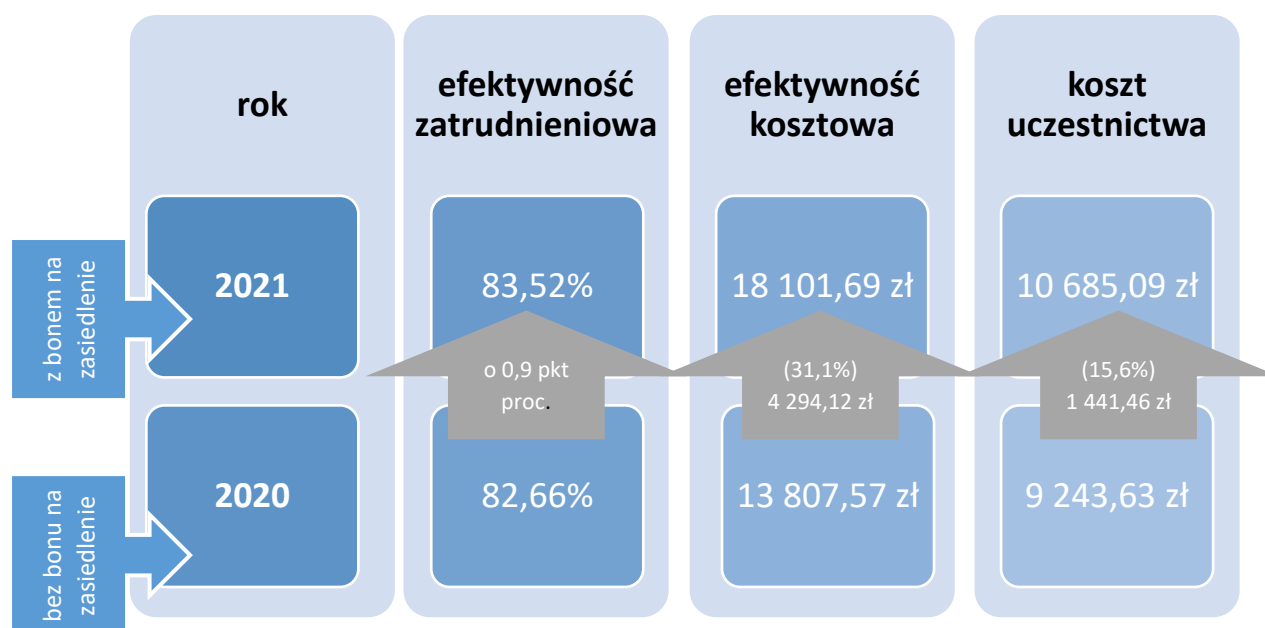 rok
efektywność
zatrudnieniowa
efektywność
kosztowa
koszt
uczestnictwa
z bonem na
zasiedlenie
2021
83,52%
18 101,69 zł
10 685,09 zł
o 0,9 pkt
proc.
(31,1%)
4 294,12 zł
(15,6%)
1 441,46 zł
bez bonu na
zasiedlenie
2020
82,66%
13 807,57 zł
9 243,63 zł